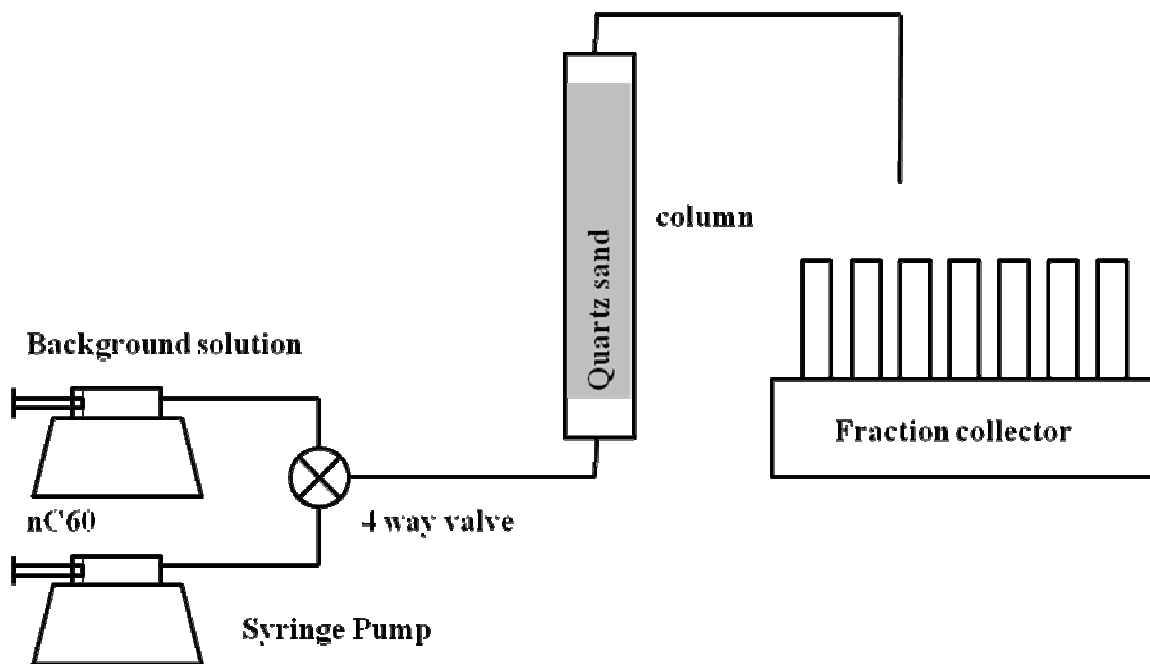 Quartz sand
column
Background solution
Fraction collector
nC60
4 way valve
Syringe Pump